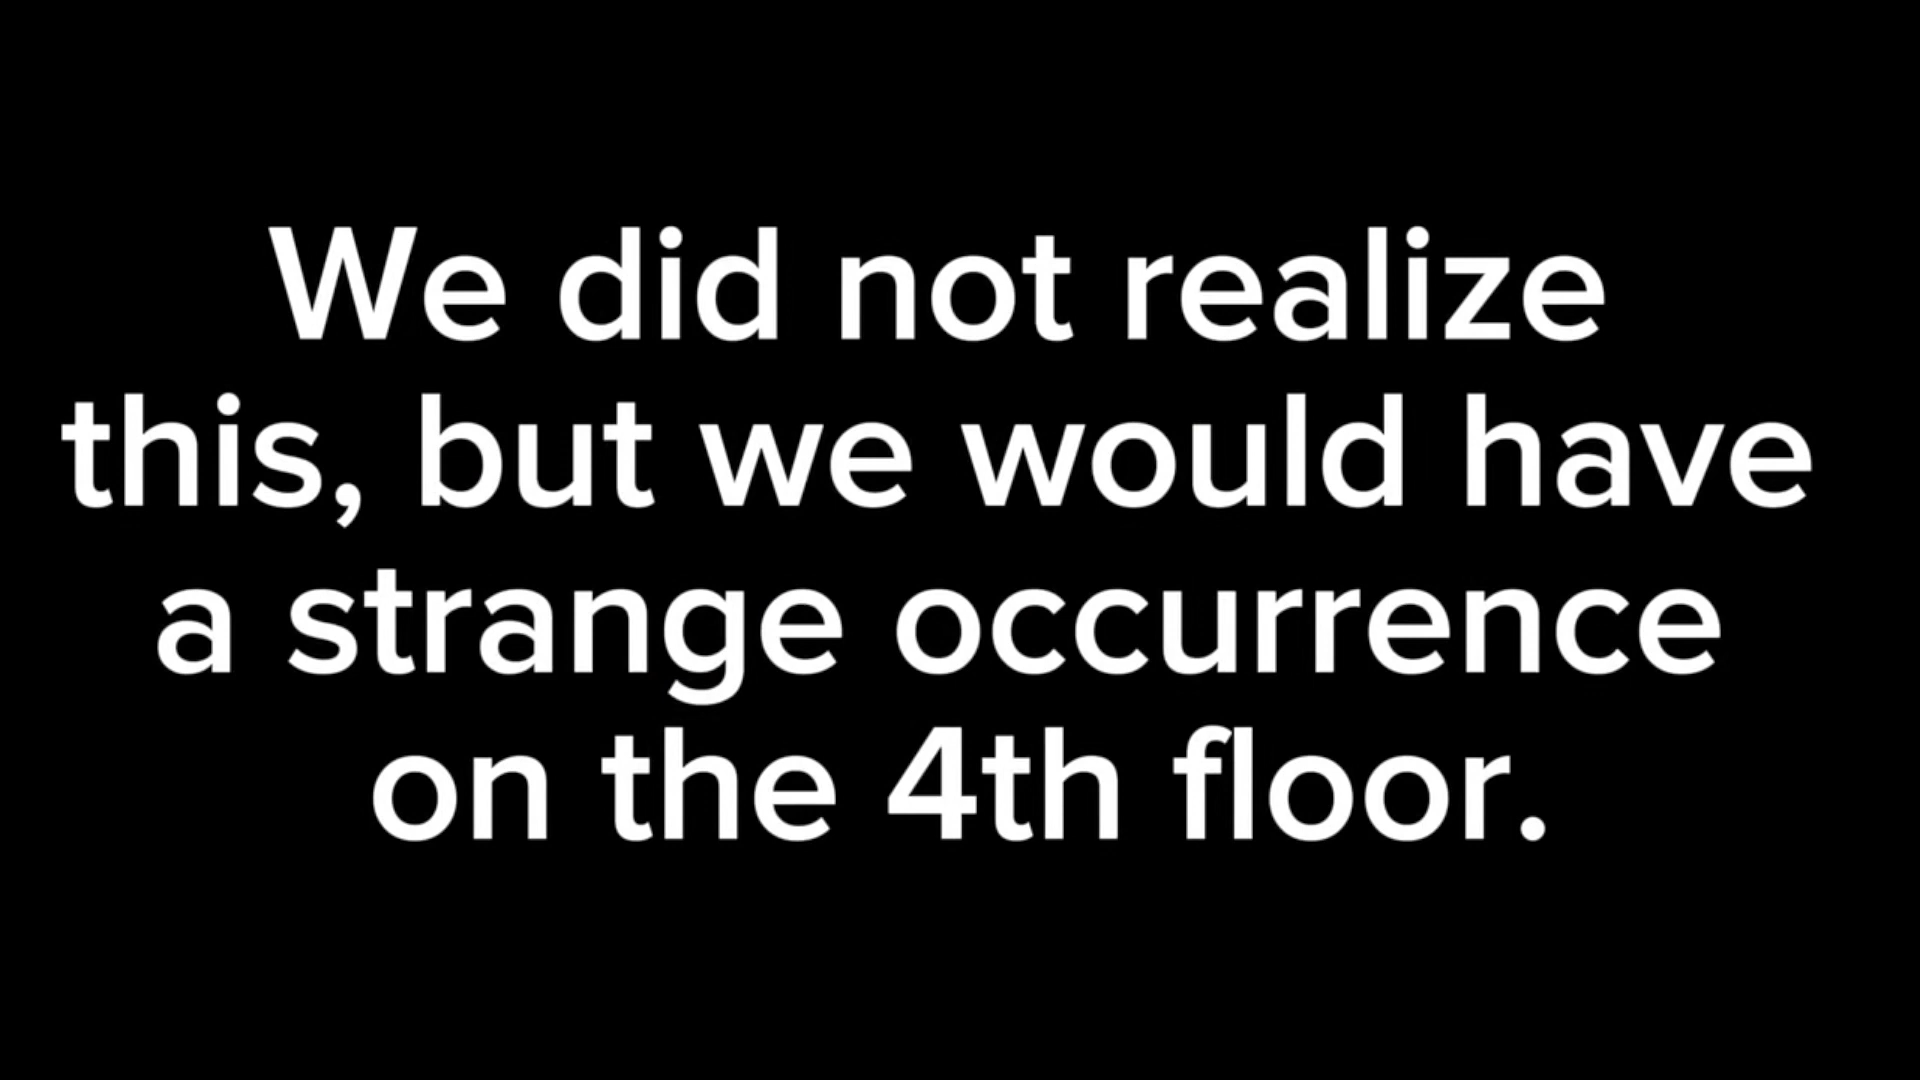 We did not realize
this, but we would have
a strange occurrence
on the 4th floor.